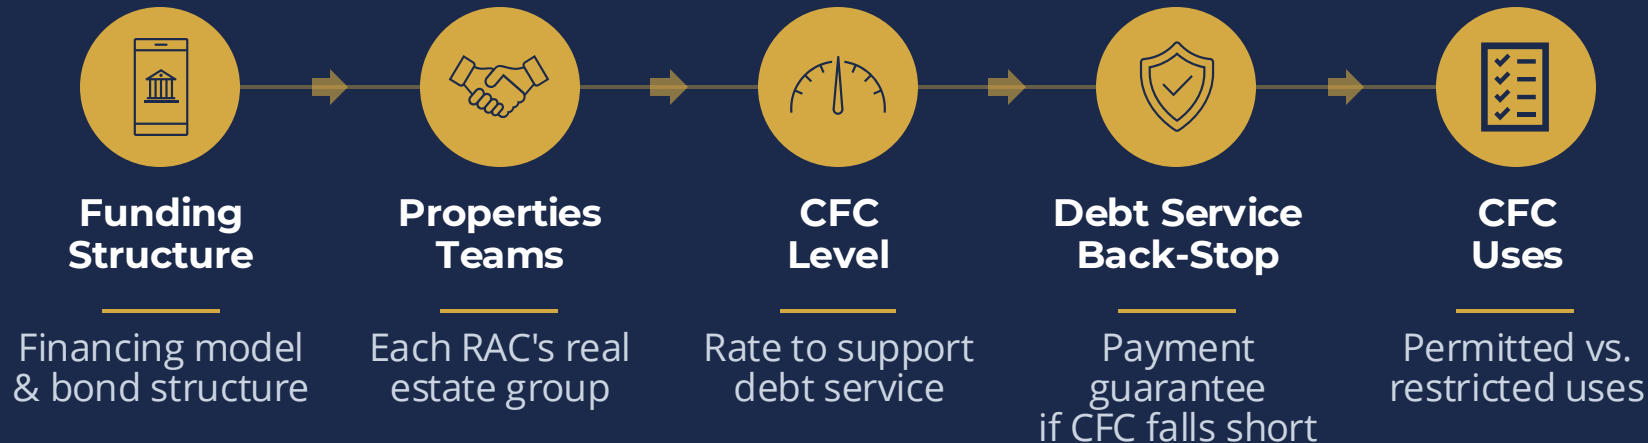 Funding
Structure
Financing model
& bond structure
Properties
Teams
Each RAC's real
estate group
CFC
Level
Rate to support
debt service
Debt Service
Back-Stop
Payment
guarantee
if CFC falls short
CFC
Uses
Permitted vs.
restricted uses